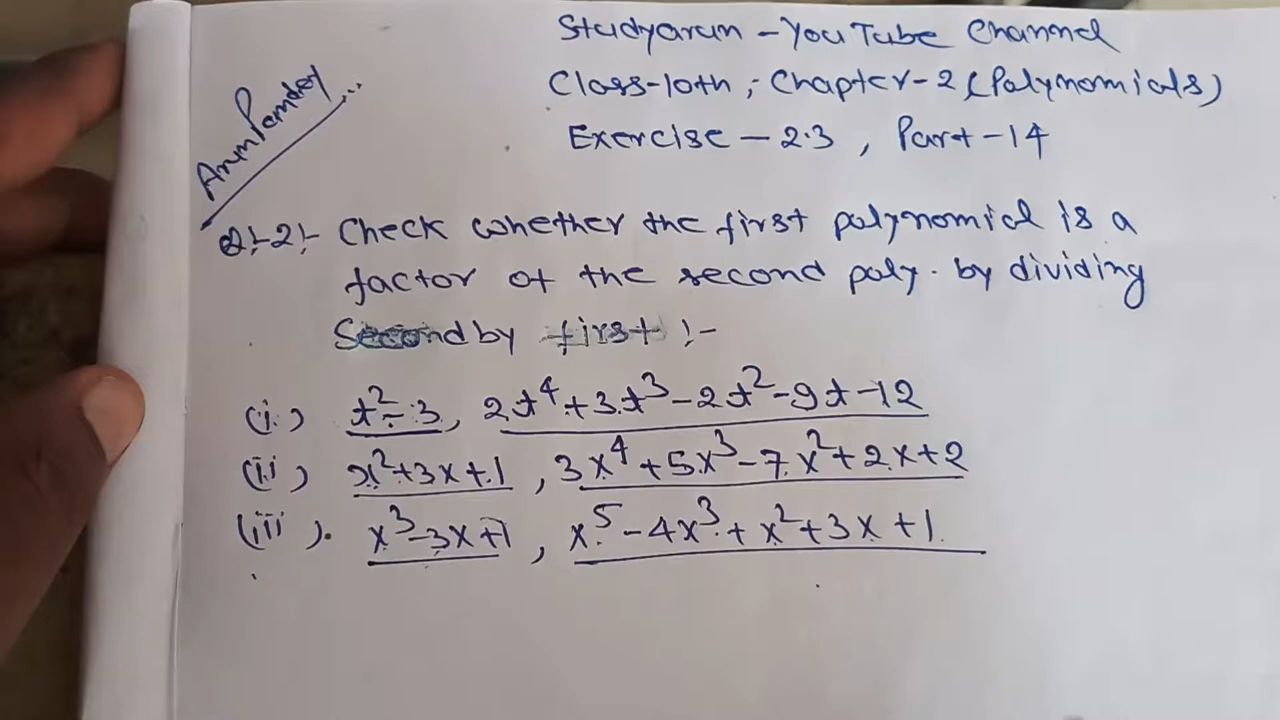 Studyarun - YouTube Channel
Class-10th ; Chapter-2 (Polynomials)
Exercise - 2.3 , Part - 14
Arun Pandey...
Q!-2!- Check whether the first polynomial is a
factor of the second poly. by dividing
Second by first :-
(i.) t²-3, 2t⁴+3t³-2t²-9t-12
(ii) x²+3x+1 , 3x⁴+5x³-7x²+2x+2
(iii). x³-3x+1 , x⁵-4x³+x²+3x+1.